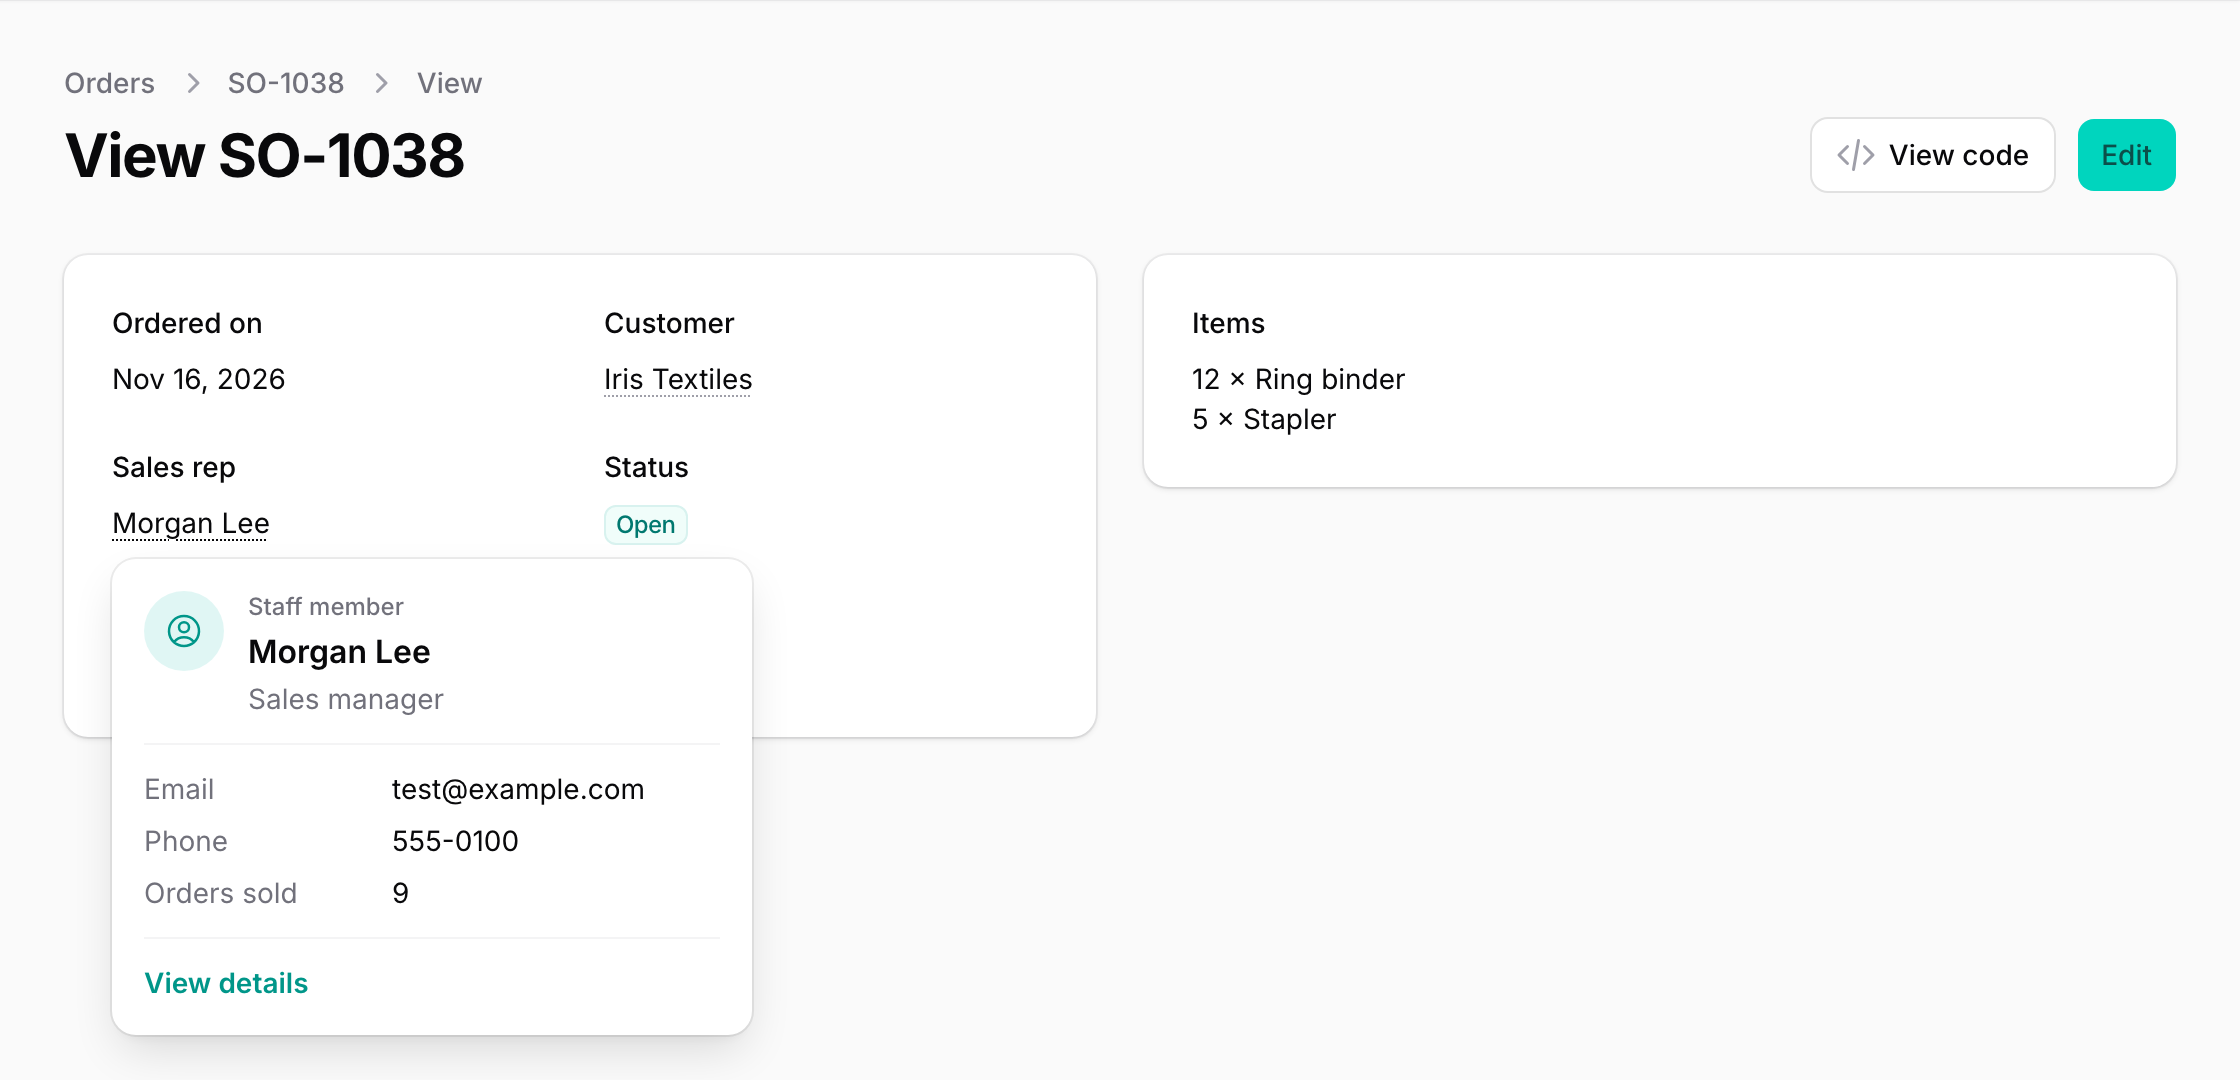 Orders > SO-1038 > View
View SO-1038
</> View code
Edit
Ordered on
Nov 16, 2026
Customer
Iris Textiles
Sales rep
Morgan Lee
Status
Open
Items
12 × Ring binder
5 × Stapler
Staff member
Morgan Lee
Sales manager
Email test@example.com
Phone 555-0100
Orders sold 9
View details